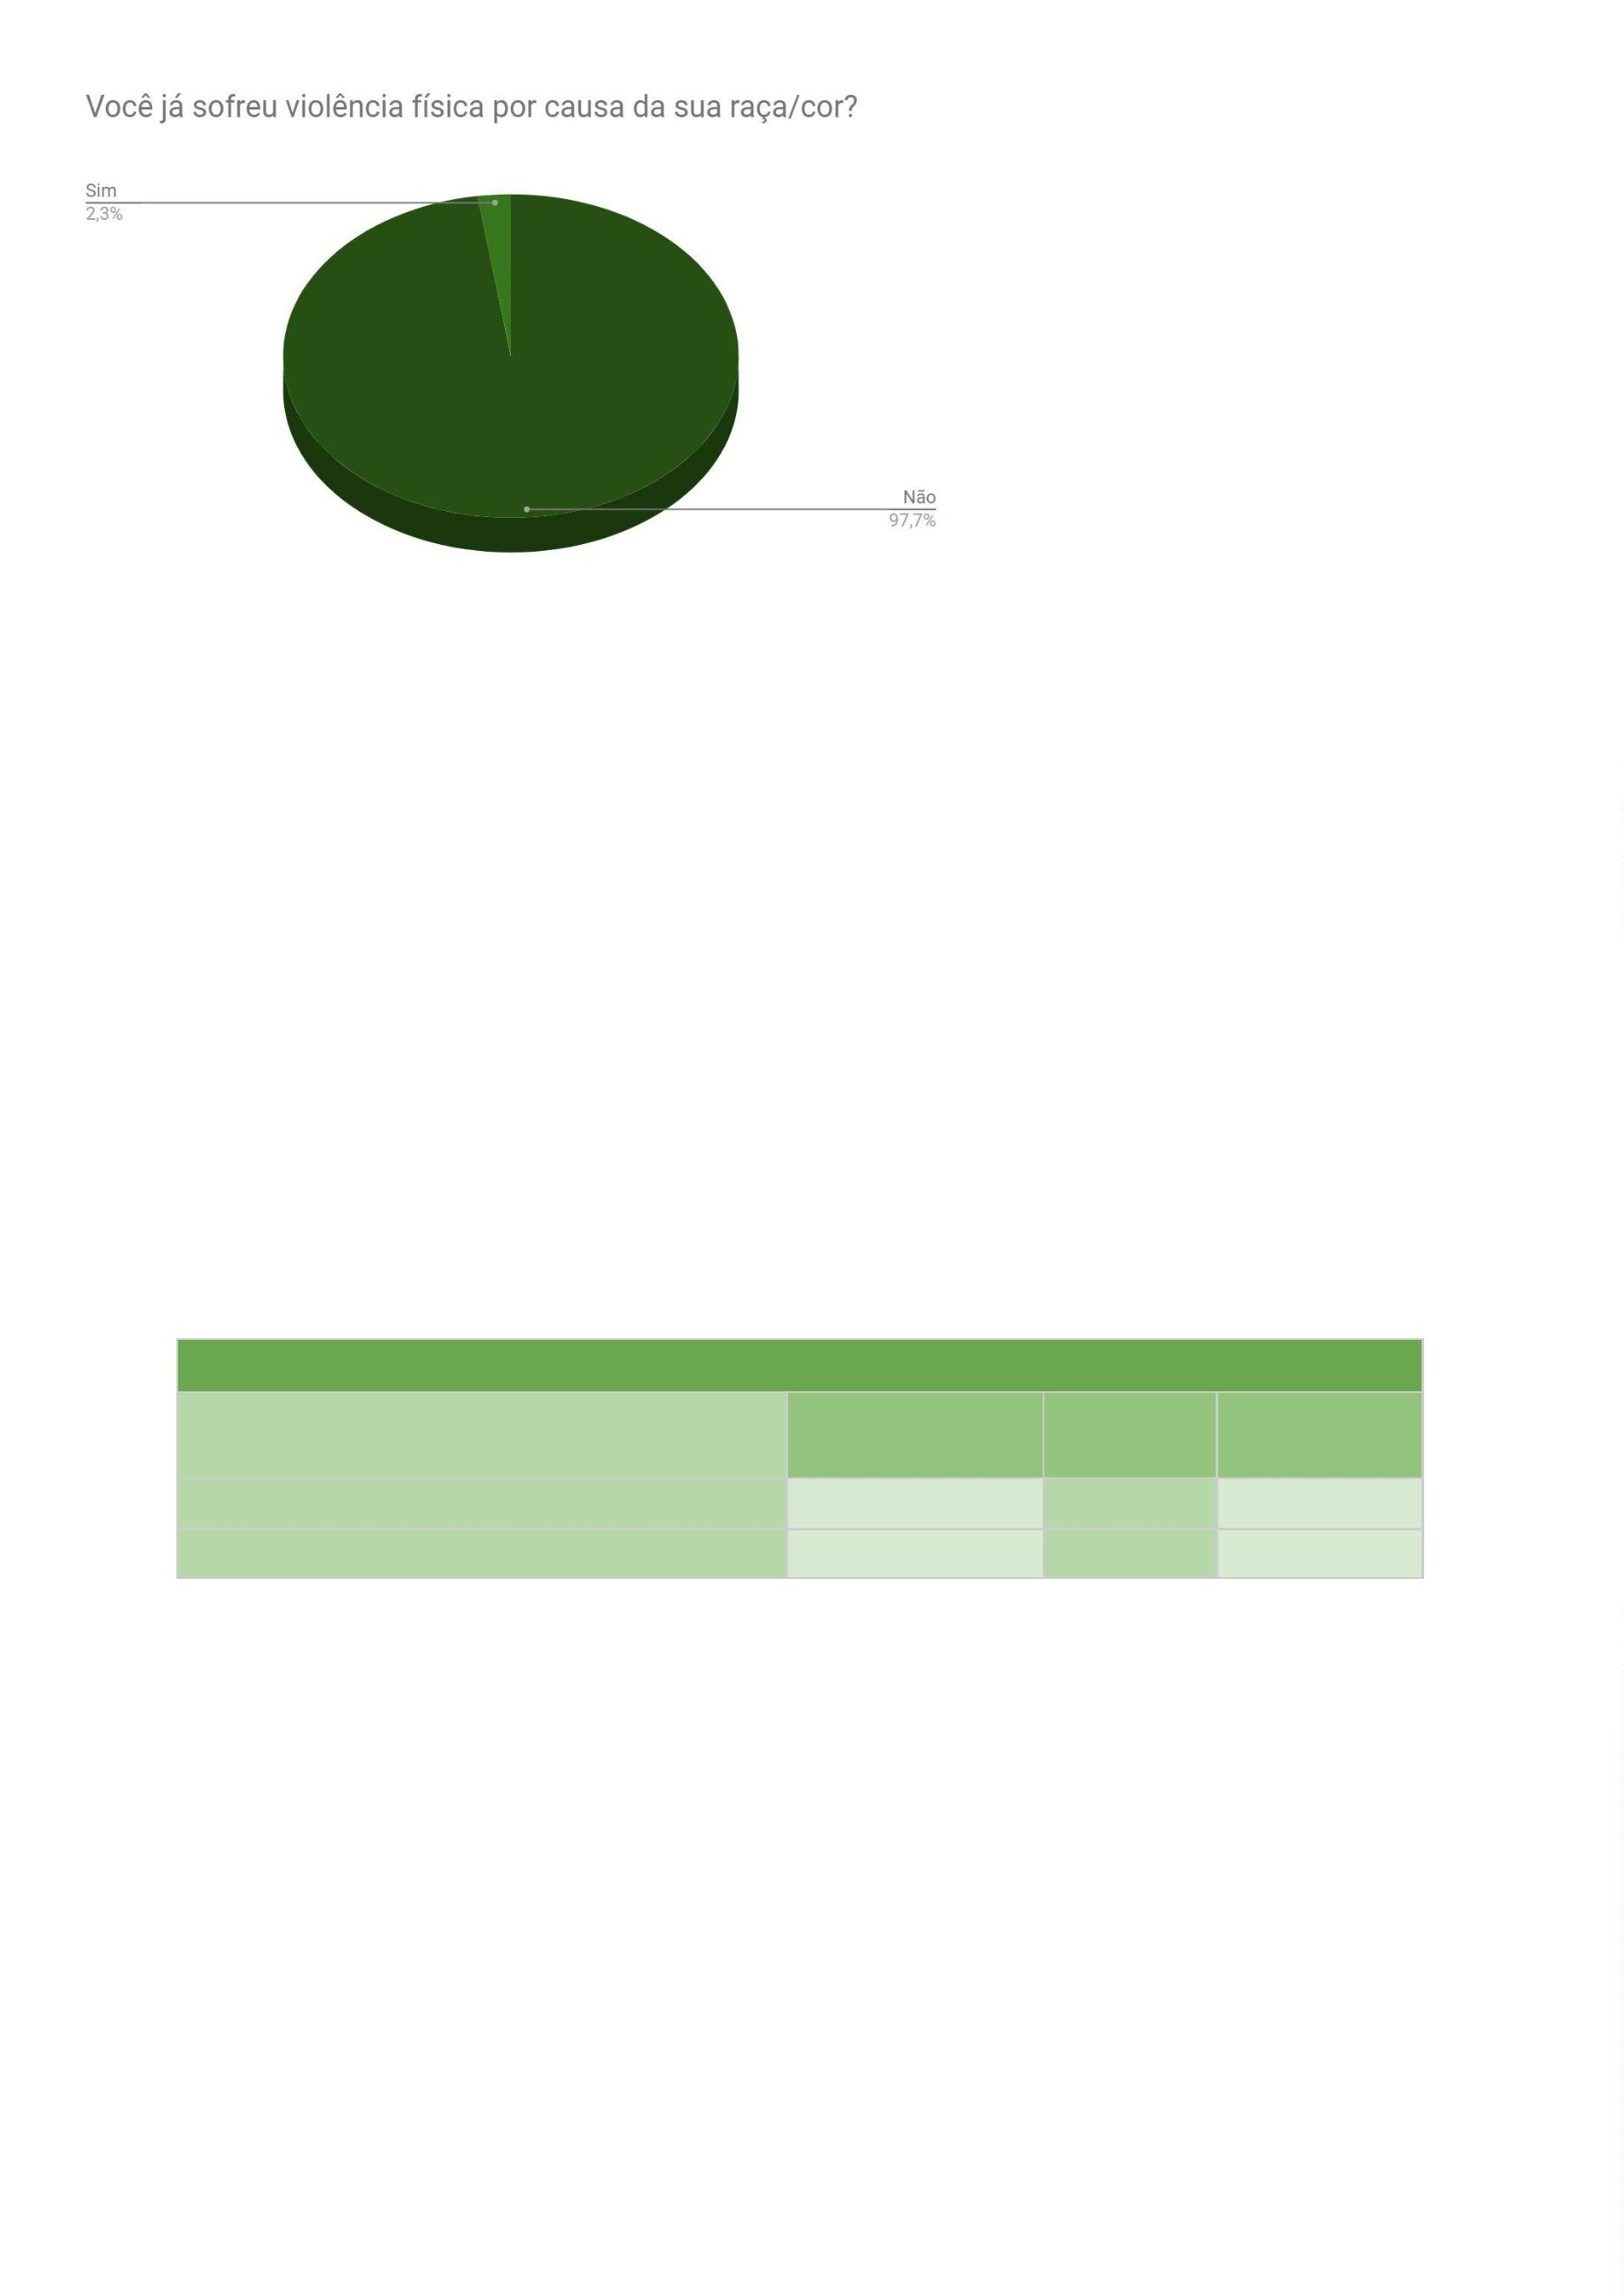 Você já sofreu violência física por causa da sua raça/cor?
Sim
2,3%
Não
97,7%